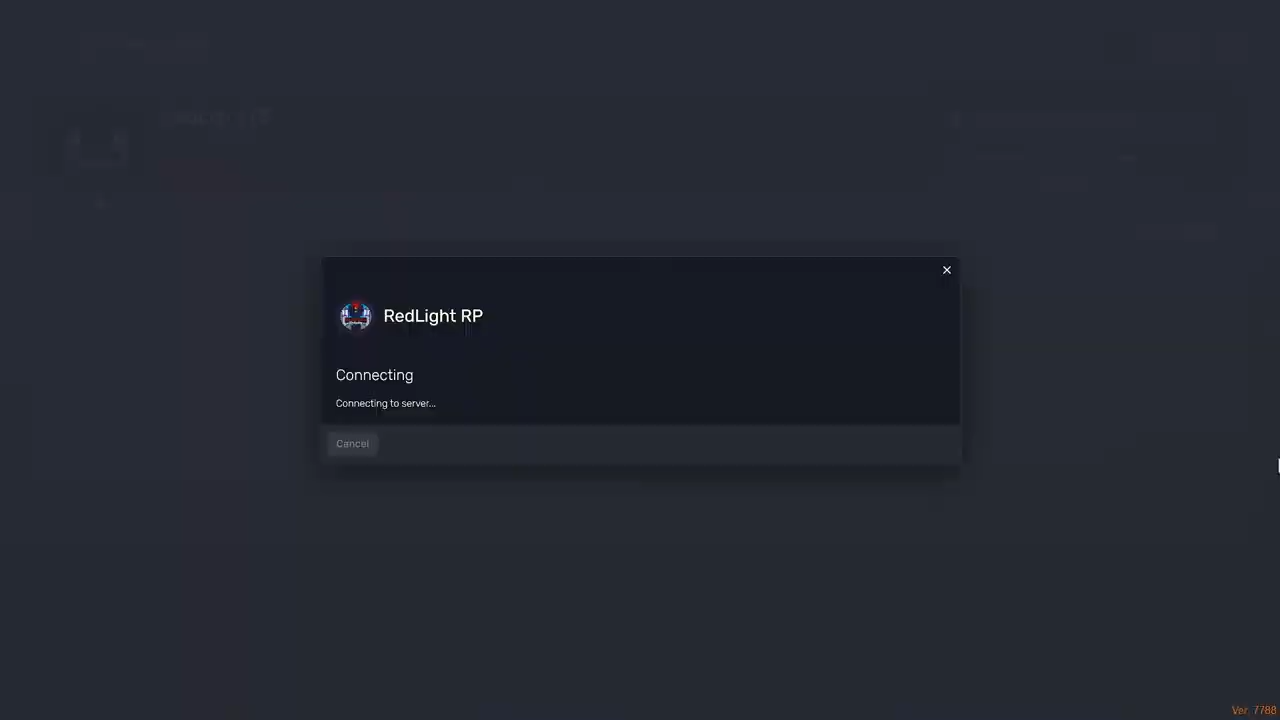 RedLight RP
Connecting
Connecting to server...
Cancel
Ver. 7788